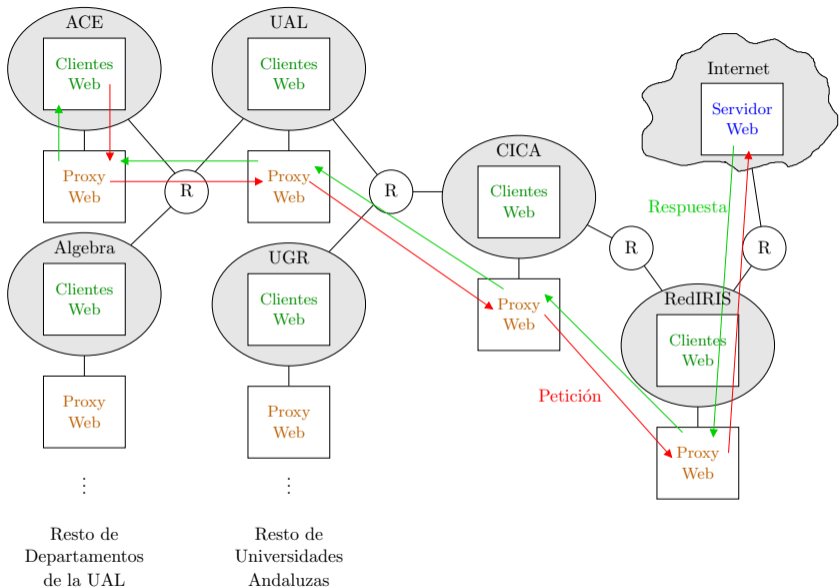 ACE
Clientes
Web
Proxy
Web
Algebra
Clientes
Web
Proxy
Web
⋮
Resto de
Departamentos
de la UAL
R
UAL
Clientes
Web
Proxy
Web
UGR
Clientes
Web
Proxy
Web
⋮
Resto de
Universidades
Andaluzas
R
CICA
Clientes
Web
Proxy
Web
R
Internet
Servidor
Web
Respuesta
R
RedIRIS
Clientes
Web
Petición
Proxy
Web